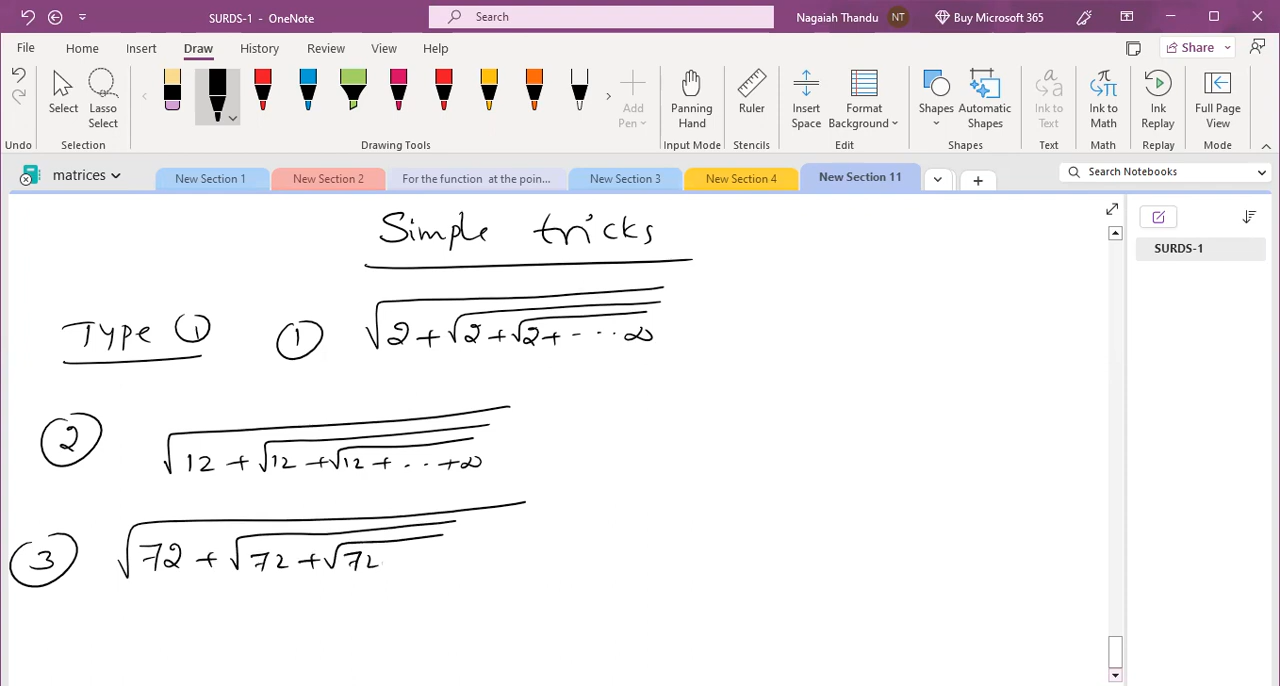 SURDS-1 - OneNote
Search
Nagaiah Thandu NT
Buy Microsoft 365
File Home Insert Draw History Review View Help
Share
Undo Select Lasso Select Add Pen Panning Hand Ruler Insert Space Format Background Shapes Automatic Shapes Ink to Text Ink to Math Ink Replay Full Page View
Undo Selection Drawing Tools Input Mode Stencils Edit Shapes Text Math Replay Mode
matrices New Section 1 New Section 2 For the function at the poin... New Section 3 New Section 4 New Section 11 + Search Notebooks
SURDS-1
Simple tricks
Type ① ① √2+√2+√2+-...∞
② √12+√12+√12+...+∞
③ √72+√72+√72